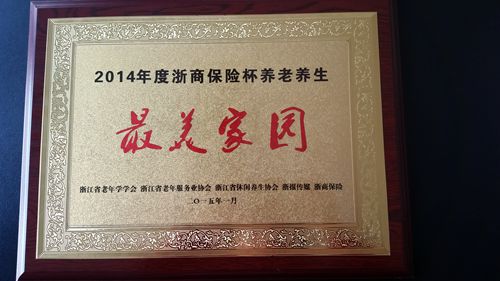 2014年度浙商保险杯养老养生
最美家园
浙江省老年学学会 浙江省老年服务业协会 浙江省休闲养生协会 浙报传媒 浙商保险
二〇一五年一月